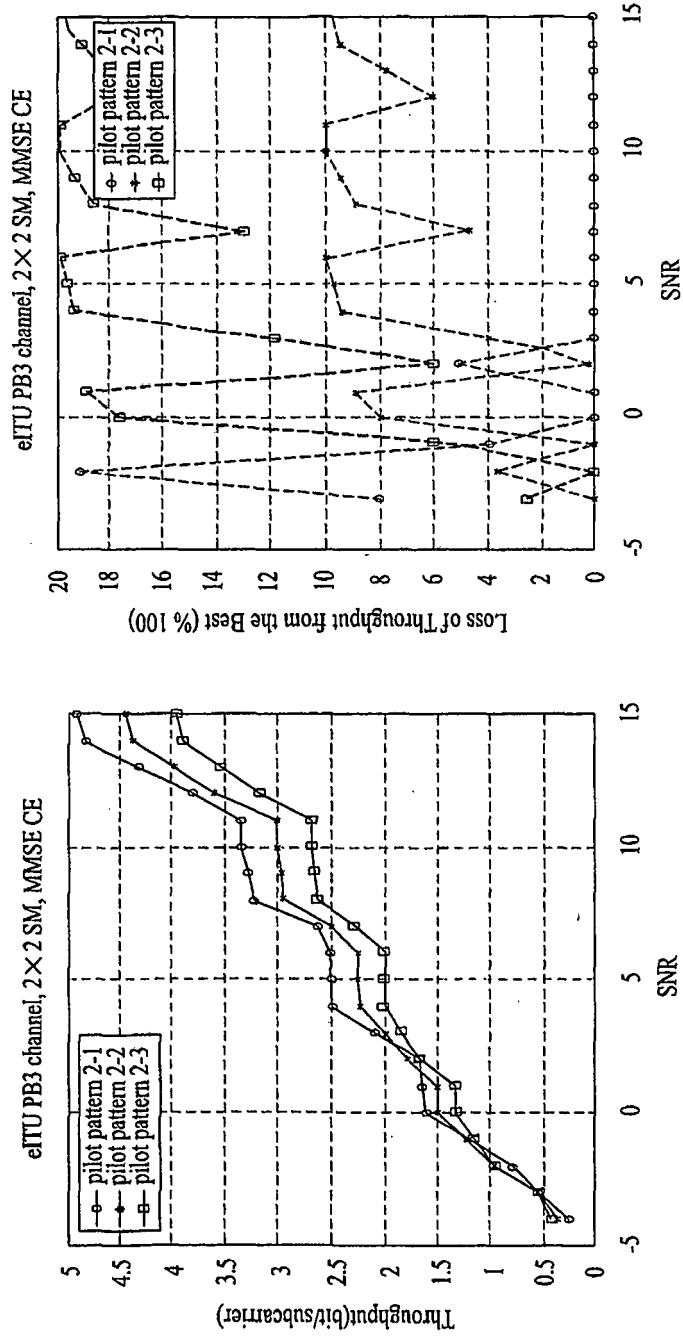 eITU PB3 channel, 2×2 SM, MMSE CE
Throughput(bit/subcarrier)
5
4.5
4
3.5
3
2.5
2
1.5
1
0.5
0
-5
0
5
10
15
SNR
pilot pattern 2-1
pilot pattern 2-2
pilot pattern 2-3
eITU PB3 channel, 2×2 SM, MMSE CE
Loss of Throughput from the Best (% 100)
20
18
16
14
12
10
8
6
4
2
0
-5
0
5
10
15
SNR
pilot pattern 2-1
pilot pattern 2-2
pilot pattern 2-3